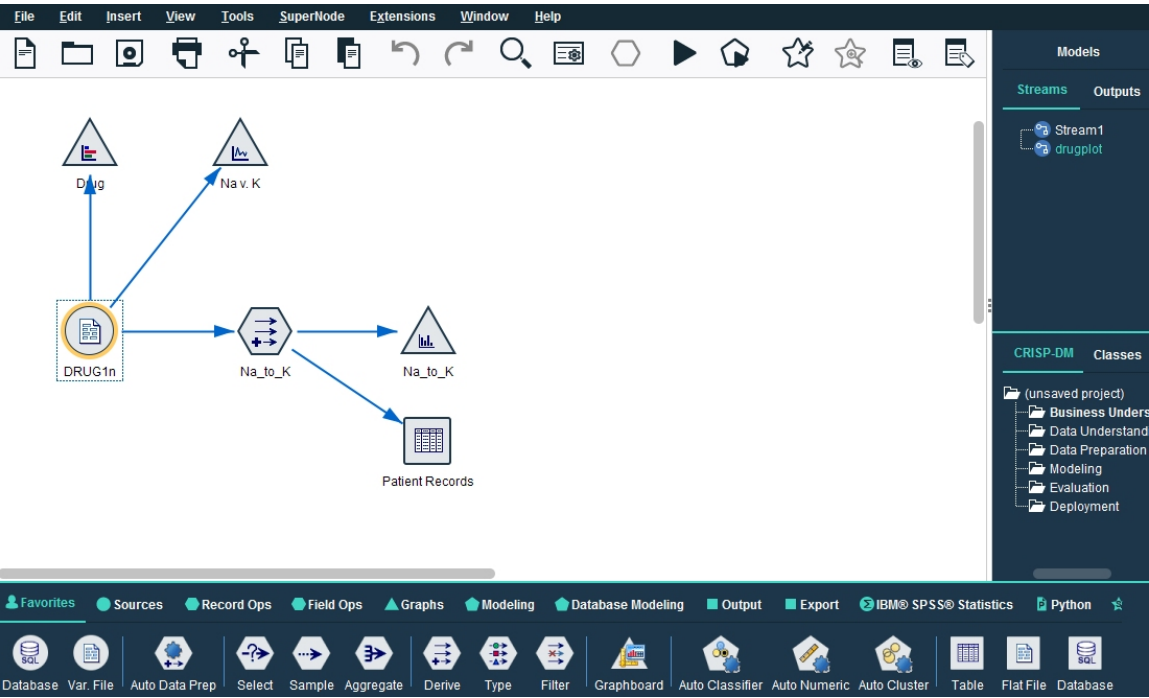 File Edit Insert View Tools SuperNode Extensions Window Help
Models
Streams Outputs
Stream1
drugplot
Drug
Na v. K
DRUG1n
Na_to_K
Na_to_K
Patient Records
CRISP-DM Classes
(unsaved project)
Business Unders
Data Understand
Data Preparation
Modeling
Evaluation
Deployment
Favorites Sources Record Ops Field Ops Graphs Modeling Database Modeling Output Export IBM® SPSS® Statistics Python
SQL SQL
Database Var. File Auto Data Prep Select Sample Aggregate Derive Type Filter Graphboard Auto Classifier Auto Numeric Auto Cluster Table Flat File Database